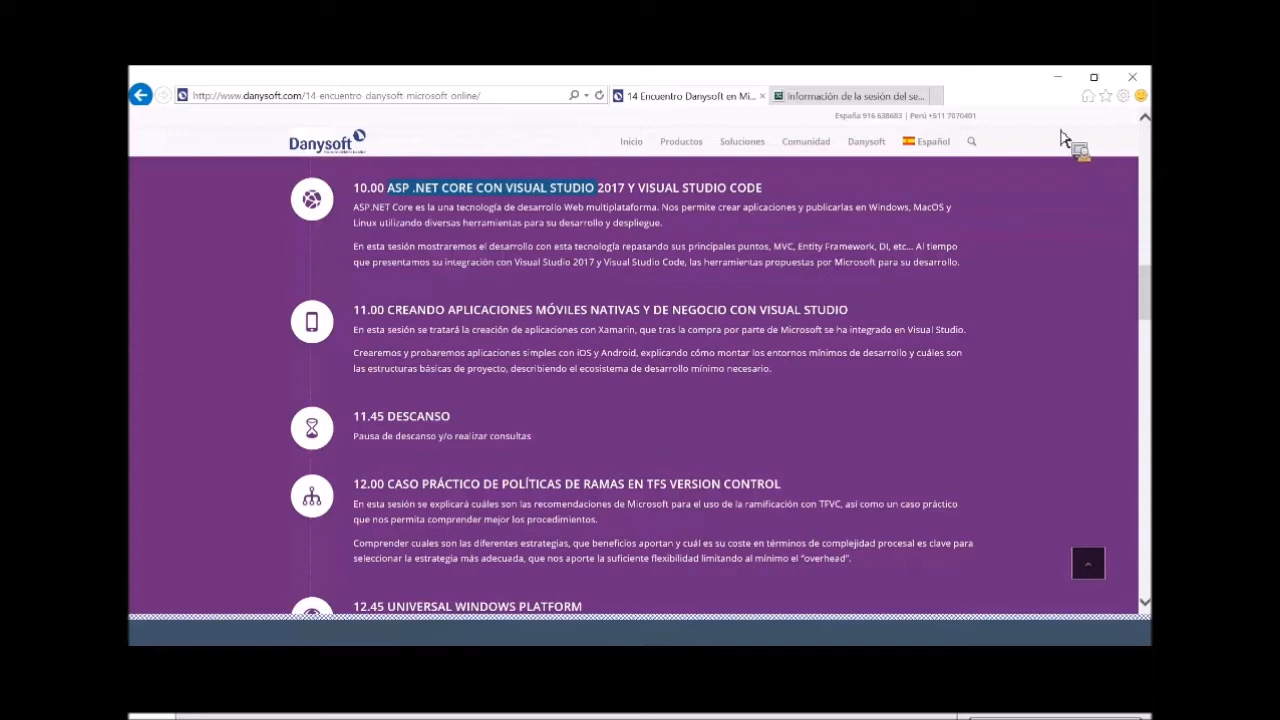 http://www.danysoft.com/14-encuentro-danysoft-microsoft-online/
14 Encuentro Danysoft en Mi...
Información de la sesión del se...
España 916 638683 | Perú +511 7070401
Danysoft
Inicio
Productos
Soluciones
Comunidad
Danysoft
Español
10.00 ASP .NET CORE CON VISUAL STUDIO 2017 Y VISUAL STUDIO CODE
ASP.NET Core es la una tecnología de desarrollo Web multiplataforma. Nos permite crear aplicaciones y publicarlas en Windows, MacOS y
Linux utilizando diversas herramientas para su desarrollo y despliegue.
En esta sesión mostraremos el desarrollo con esta tecnología repasando sus principales puntos, MVC, Entity Framework, DI, etc... Al tiempo
que presentamos su integración con Visual Studio 2017 y Visual Studio Code, las herramientas propuestas por Microsoft para su desarrollo.
11.00 CREANDO APLICACIONES MÓVILES NATIVAS Y DE NEGOCIO CON VISUAL STUDIO
En esta sesión se tratará la creación de aplicaciones con Xamarin, que tras la compra por parte de Microsoft se ha integrado en Visual Studio.
Crearemos y probaremos aplicaciones simples con iOS y Android, explicando cómo montar los entornos mínimos de desarrollo y cuáles son
las estructuras básicas de proyecto, describiendo el ecosistema de desarrollo mínimo necesario.
11.45 DESCANSO
Pausa de descanso y/o realizar consultas
12.00 CASO PRÁCTICO DE POLÍTICAS DE RAMAS EN TFS VERSION CONTROL
En esta sesión se explicará cuáles son las recomendaciones de Microsoft para el uso de la ramificación con TFVC, así como un caso práctico
que nos permita comprender mejor los procedimientos.
Comprender cuales son las diferentes estrategias, que beneficios aportan y cuál es su coste en términos de complejidad procesal es clave para
seleccionar la estrategia más adecuada, que nos aporte la suficiente flexibilidad limitando al mínimo el "overhead".
12.45 UNIVERSAL WINDOWS PLATFORM